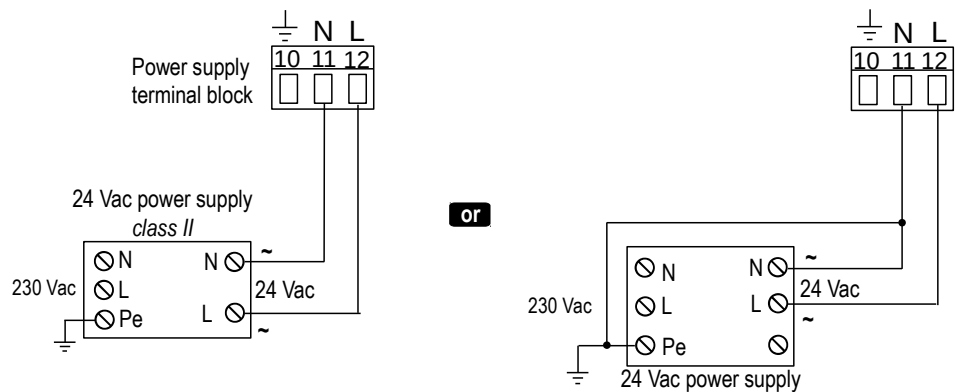 N L
10 11 12
Power supply
terminal block
24 Vac power supply
class II
N N ~
230 Vac L 24 Vac
Pe L ~
or
N L
10 11 12
N N ~
230 Vac L L 24 Vac
~
Pe
24 Vac power supply